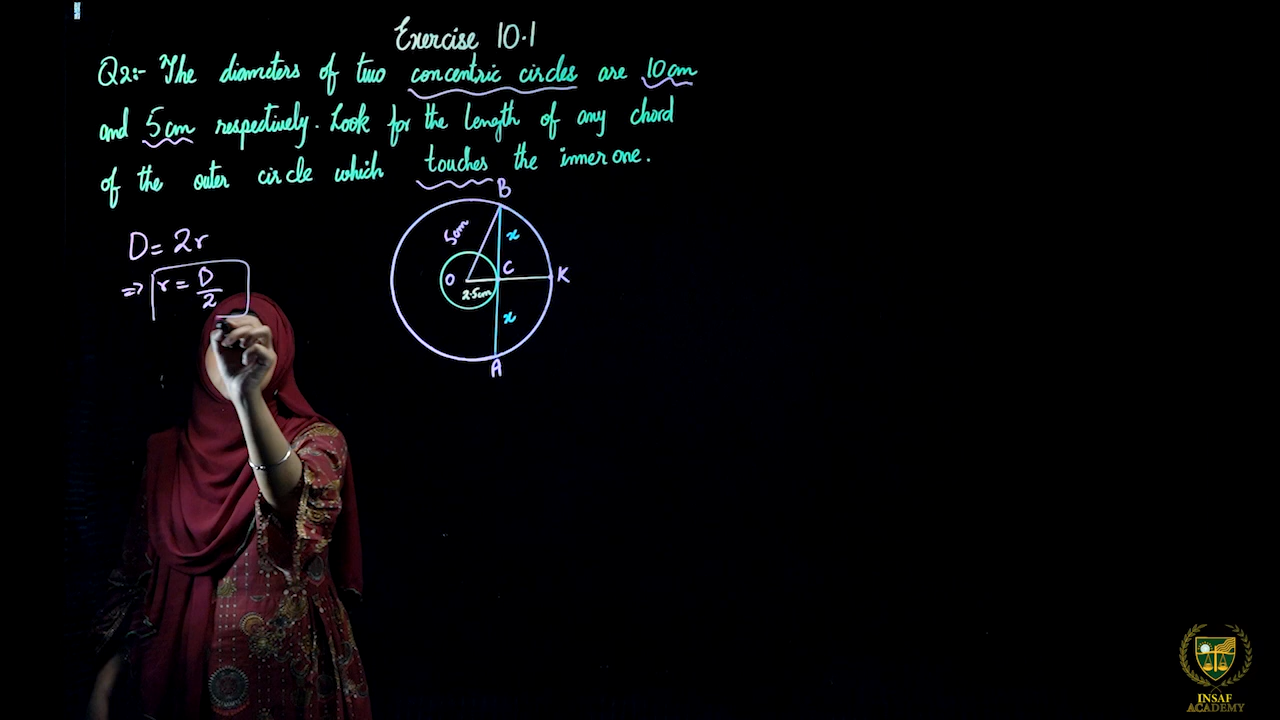 Exercise 10.1
Q2:- The diameters of two concentric circles are 10cm
and 5cm respectively. Look for the length of any chord
of the outer circle which touches the inner one.
D = 2r
=> r = D/2
B
5cm
x
O
C
K
2.5cm
x
A
INSAF
ACADEMY